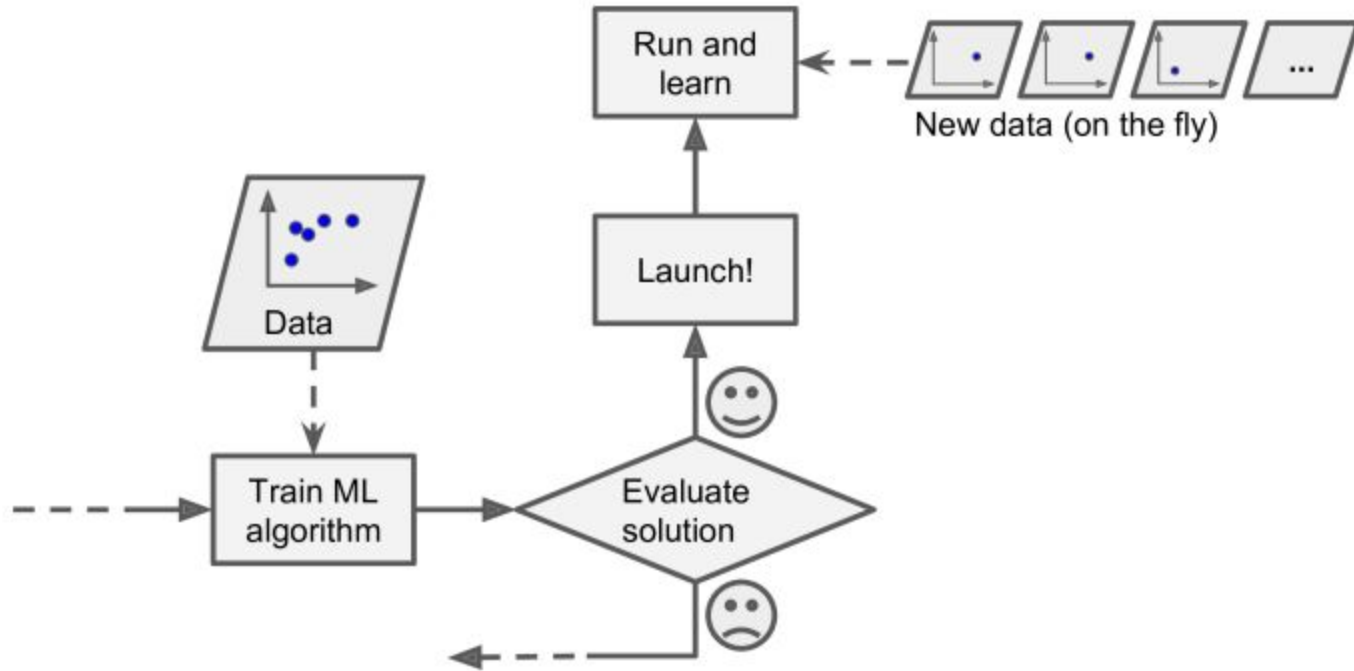 Run and
learn
...
New data (on the fly)
Launch!
Data
Train ML
algorithm
Evaluate
solution